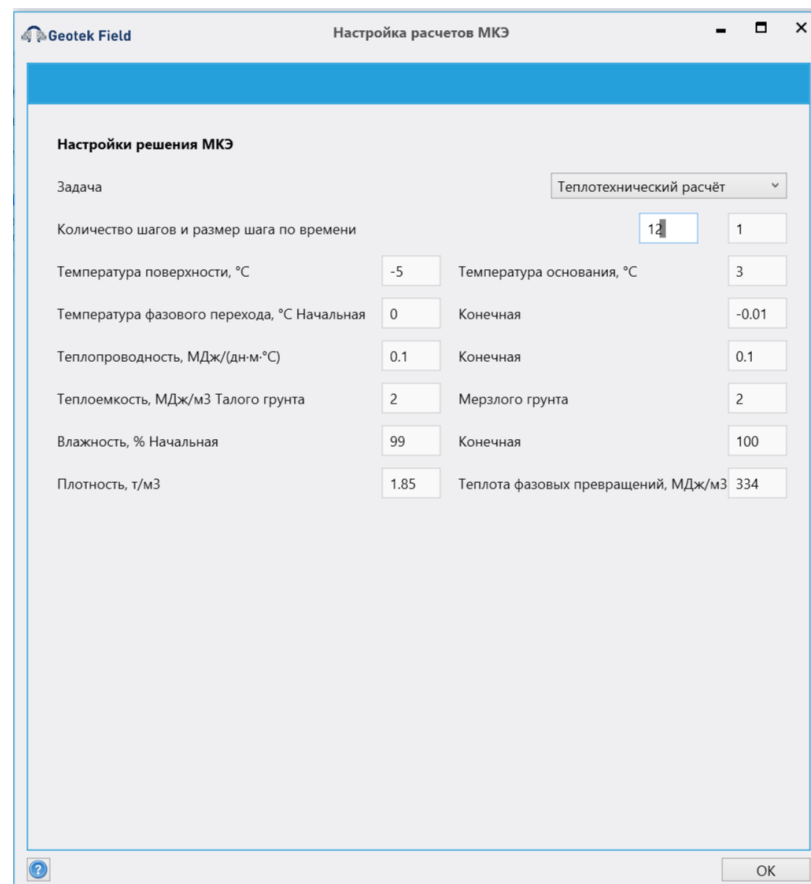 Geotek Field Настройка расчетов МКЭ
Настройки решения МКЭ
Задача Теплотехнический расчёт
Количество шагов и размер шага по времени 12 1
Температура поверхности, °С -5 Температура основания, °С 3
Температура фазового перехода, °С Начальная 0 Конечная -0.01
Теплопроводность, МДж/(дн·м·°С) 0.1 Конечная 0.1
Теплоемкость, МДж/м3 Талого грунта 2 Мерзлого грунта 2
Влажность, % Начальная 99 Конечная 100
Плотность, т/м3 1.85 Теплота фазовых превращений, МДж/м3 334
? OK